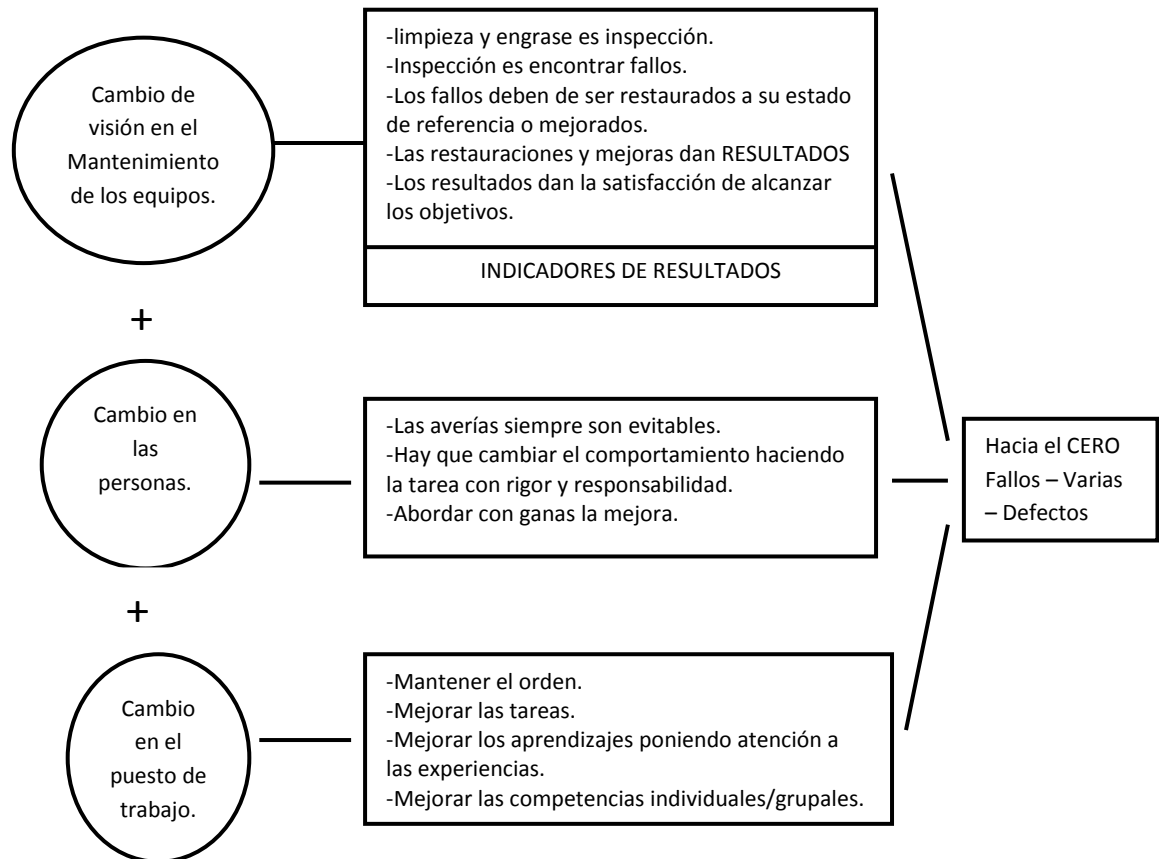 Cambio de
visión en el
Mantenimiento
de los equipos.
-limpieza y engrase es inspección.
-Inspección es encontrar fallos.
-Los fallos deben de ser restaurados a su estado
de referencia o mejorados.
-Las restauraciones y mejoras dan RESULTADOS
-Los resultados dan la satisfacción de alcanzar
los objetivos.
INDICADORES DE RESULTADOS
+
Cambio en
las
personas.
-Las averías siempre son evitables.
-Hay que cambiar el comportamiento haciendo
la tarea con rigor y responsabilidad.
-Abordar con ganas la mejora.
Hacia el CERO
Fallos – Varias
– Defectos
+
Cambio
en el
puesto de
trabajo.
-Mantener el orden.
-Mejorar las tareas.
-Mejorar los aprendizajes poniendo atención a
las experiencias.
-Mejorar las competencias individuales/grupales.